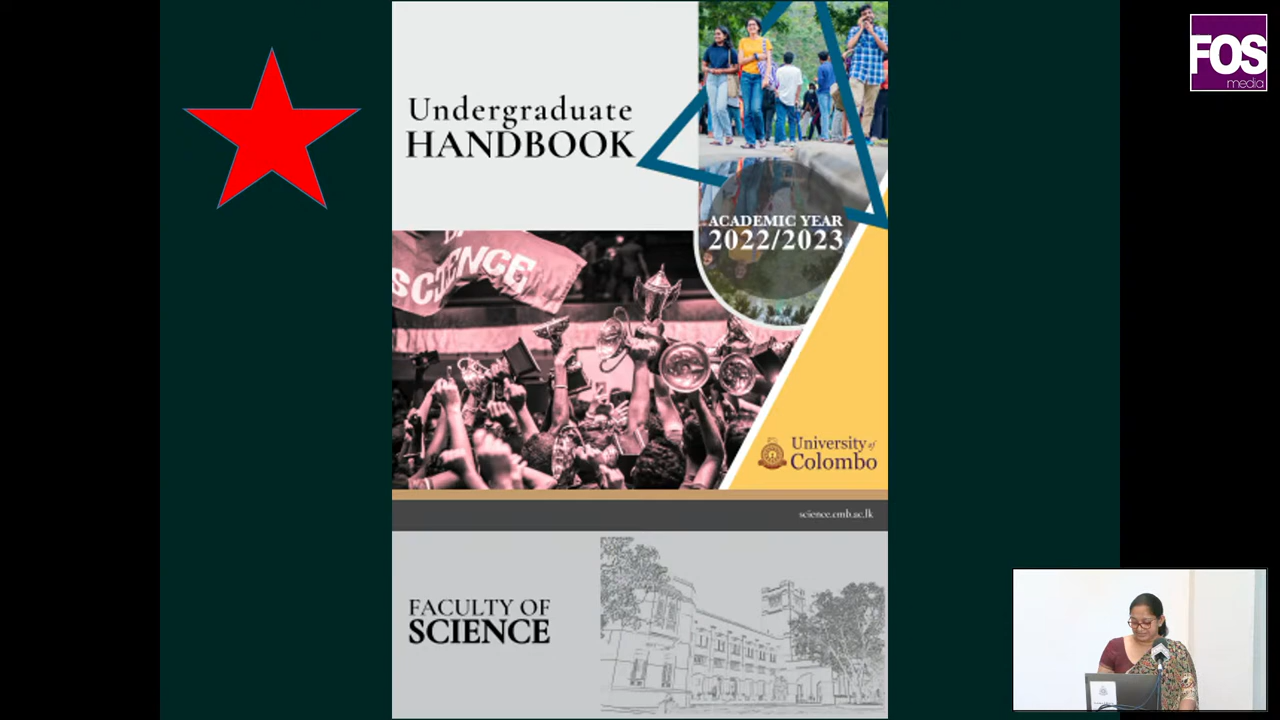 Undergraduate
HANDBOOK
ACADEMIC YEAR
2022/2023
SCIENCE
University of
Colombo
science.cmb.ac.lk
FACULTY OF
SCIENCE
FOS
media